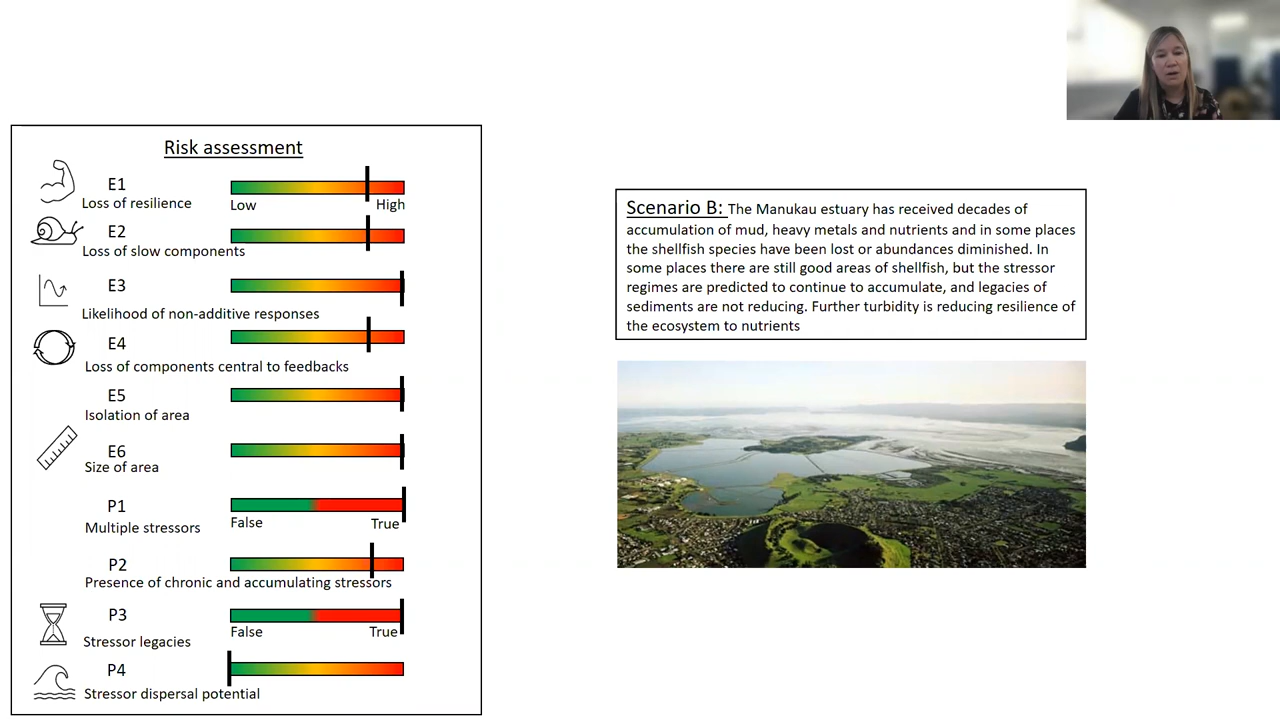 Risk assessment
E1
Loss of resilience
Low
High
E2
Loss of slow components
E3
Likelihood of non-additive responses
E4
Loss of components central to feedbacks
E5
Isolation of area
E6
Size of area
P1
Multiple stressors
False
True
P2
Presence of chronic and accumulating stressors
P3
Stressor legacies
False
True
P4
Stressor dispersal potential
Scenario B: The Manukau estuary has received decades of
accumulation of mud, heavy metals and nutrients and in some places
the shellfish species have been lost or abundances diminished. In
some places there are still good areas of shellfish, but the stressor
regimes are predicted to continue to accumulate, and legacies of
sediments are not reducing. Further turbidity is reducing resilience of
the ecosystem to nutrients